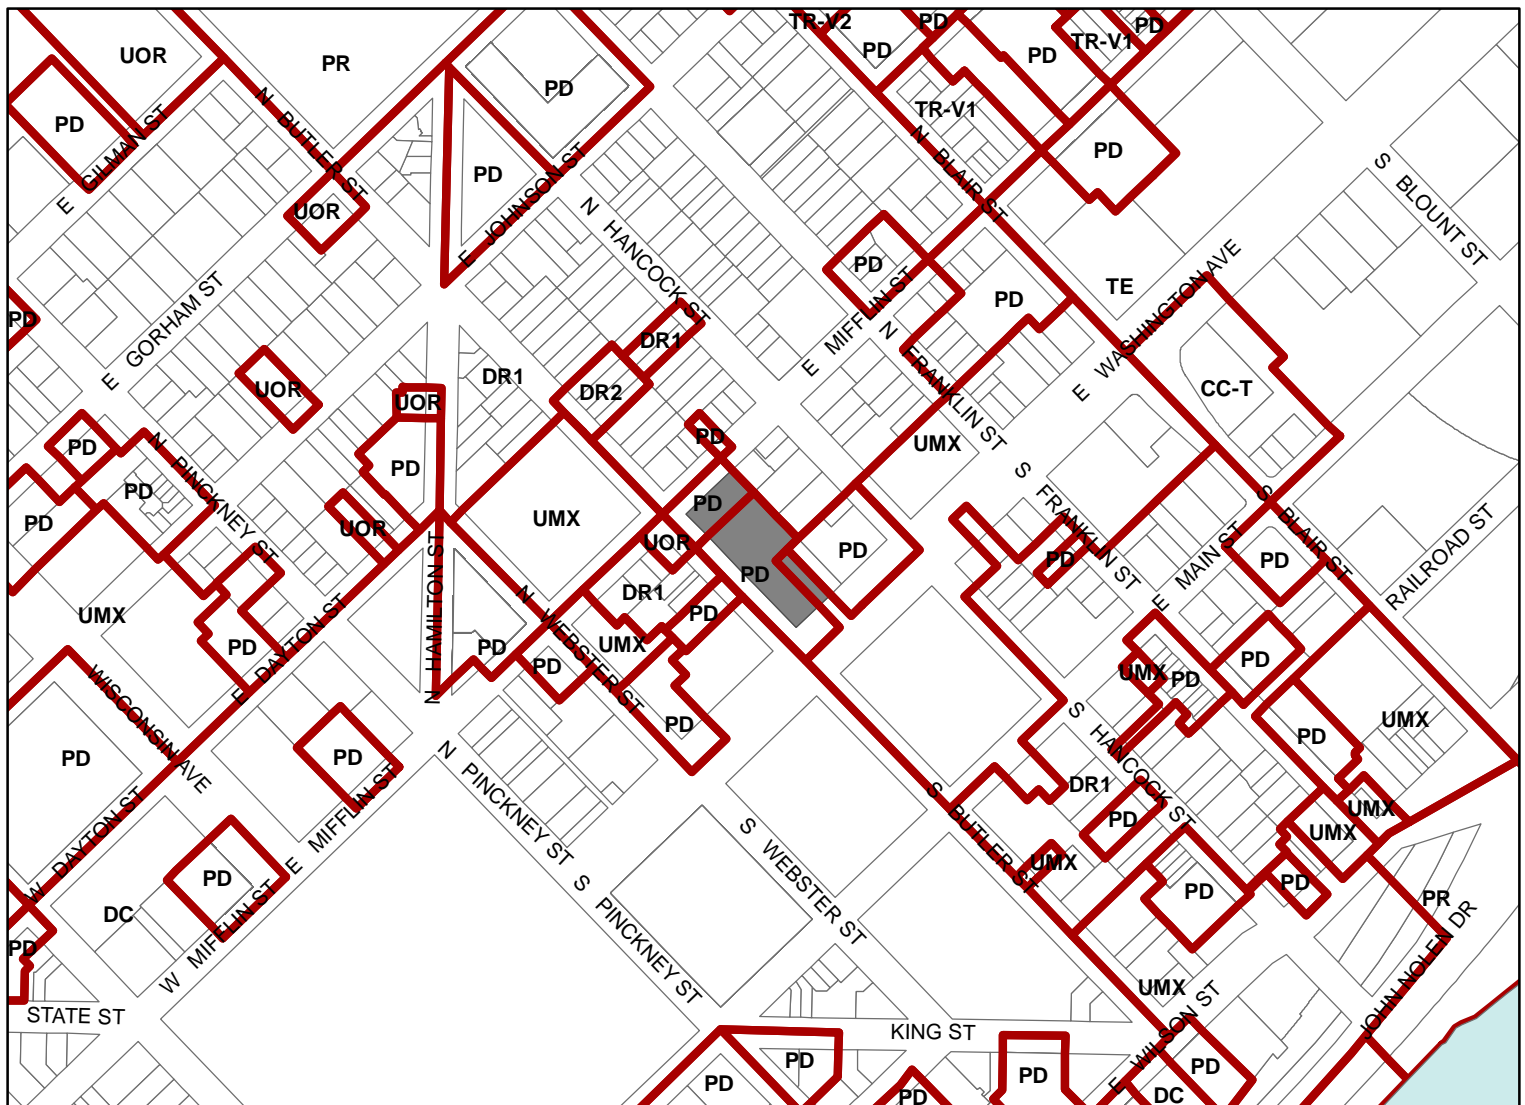 TR-V2
PD
PD
UOR
PR
PD
PD
TR-V1
PD
PD
N BUTLER ST
TR-V1
PD
E GILMAN ST
N BLAIR ST
PD
S BLOUNT ST
PD
E JOHNSON ST
UOR
N HANCOCK ST
PD
E MIFFLIN ST
PD
TE
E WASHINGTON AVE
E GORHAM ST
PD
DR1
DR1
N FRANKLIN ST
UOR
UOR
DR2
CC-T
PD
PD
UMX
N PINCKNEY ST
PD
PD
PD
PD
UOR
UMX
UOR
PD
S FRANKLIN ST
S BLAIR ST
RAILROAD ST
PD
PD
PD
E MAIN ST
PD
N HAMILTON ST
DR1
UMX
PD
N WEBSTER ST
UMX
PD
E DAYTON ST
PD
PD
UMX
PD
PD
WISCONSIN AVE
PD
S HANCOCK ST
UMX
PD
PD
PD
N PINCKNEY ST
DR1
W DAYTON ST
E MIFFLIN ST
S BUTLER ST
PD
UMX
UMX
S WEBSTER ST
UMX
PD
PD
PD
DC
S PINCKNEY ST
PR
W MIFFLIN ST
PD
JOHN NOLEN DR
UMX
STATE ST
KING ST
E WILSON ST
PD
PD
PD
PD
PD
DC